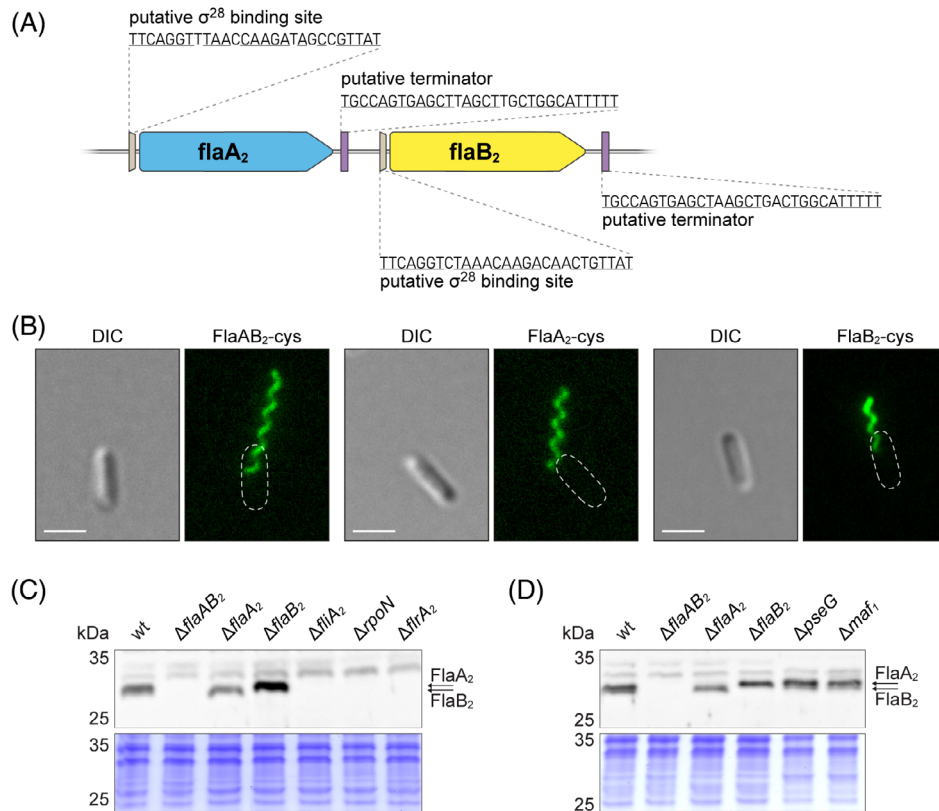 (A)
putative σ²⁸ binding site
TTCAGGTTTAACCAAGATAGCCGTTAT
putative terminator
TGCCAGTGAGCTTAGCTTGCTGGCATTTTT
flaA₂
flaB₂
TGCCAGTGAGCTAAGCTGACTGGCATTTTT
putative terminator
TTCAGGTCTAAACAAGACAACTGTTAT
putative σ²⁸ binding site
(B)
DIC FlaAB₂-cys DIC FlaA₂-cys DIC FlaB₂-cys
(C)
kDa wt ΔflaAB₂ ΔflaA₂ ΔflaB₂ ΔfliA₂ ΔrpoN ΔflrA₂
35
FlaA₂
FlaB₂
25
35
25
(D)
kDa wt ΔflaAB₂ ΔflaA₂ ΔflaB₂ ΔpseG Δmaf₁
35
FlaA₂
FlaB₂
25
35
25